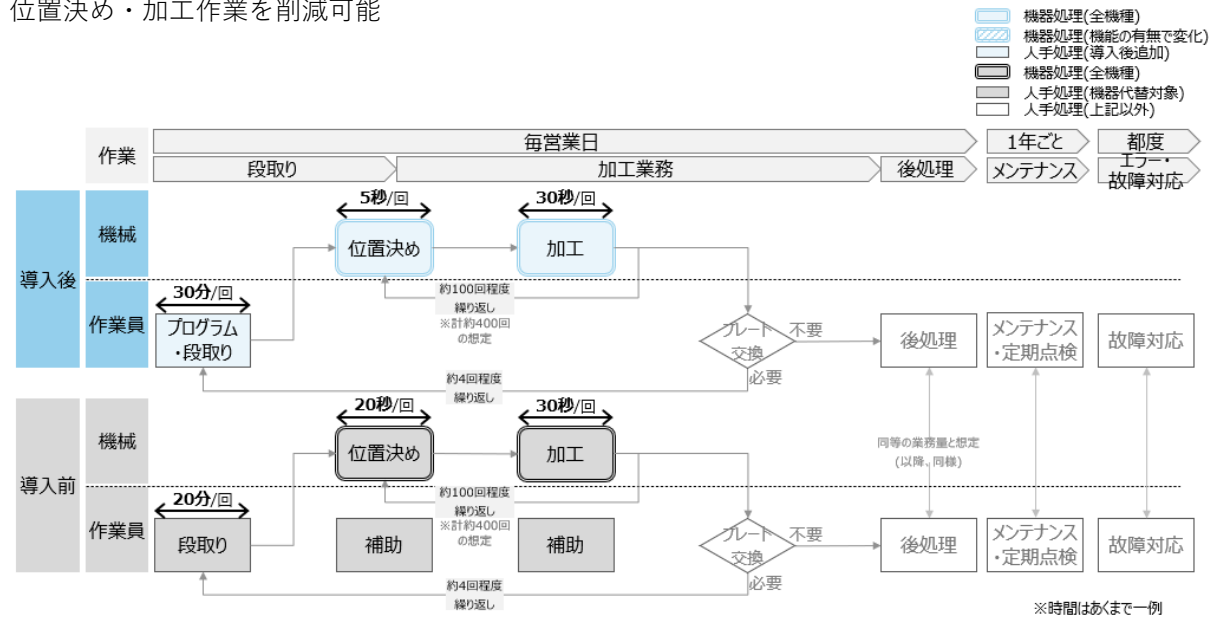 位置決め・加工作業を削減可能
機器処理(全機種)
機器処理(機能の有無で変化)
人手処理(導入後追加)
機器処理(全機種)
人手処理(機器代替対象)
人手処理(上記以外)
作業
毎営業日
1年ごと
都度
段取り
加工業務
後処理
メンテナンス
エラー・
故障対応
導入後
機械
5秒/回
30秒/回
位置決め
加工
約100回程度
繰り返し
※計約400回
の想定
作業員
30分/回
プログラム
・段取り
プレート
交換
不要
必要
後処理
メンテナンス
・定期点検
故障対応
約4回程度
繰り返し
導入前
機械
20秒/回
30秒/回
位置決め
加工
同等の業務量と想定
(以降、同様)
約100回程度
繰り返し
※計約400回
の想定
作業員
20分/回
段取り
補助
補助
プレート
交換
不要
必要
後処理
メンテナンス
・定期点検
故障対応
約4回程度
繰り返し
※時間はあくまで一例